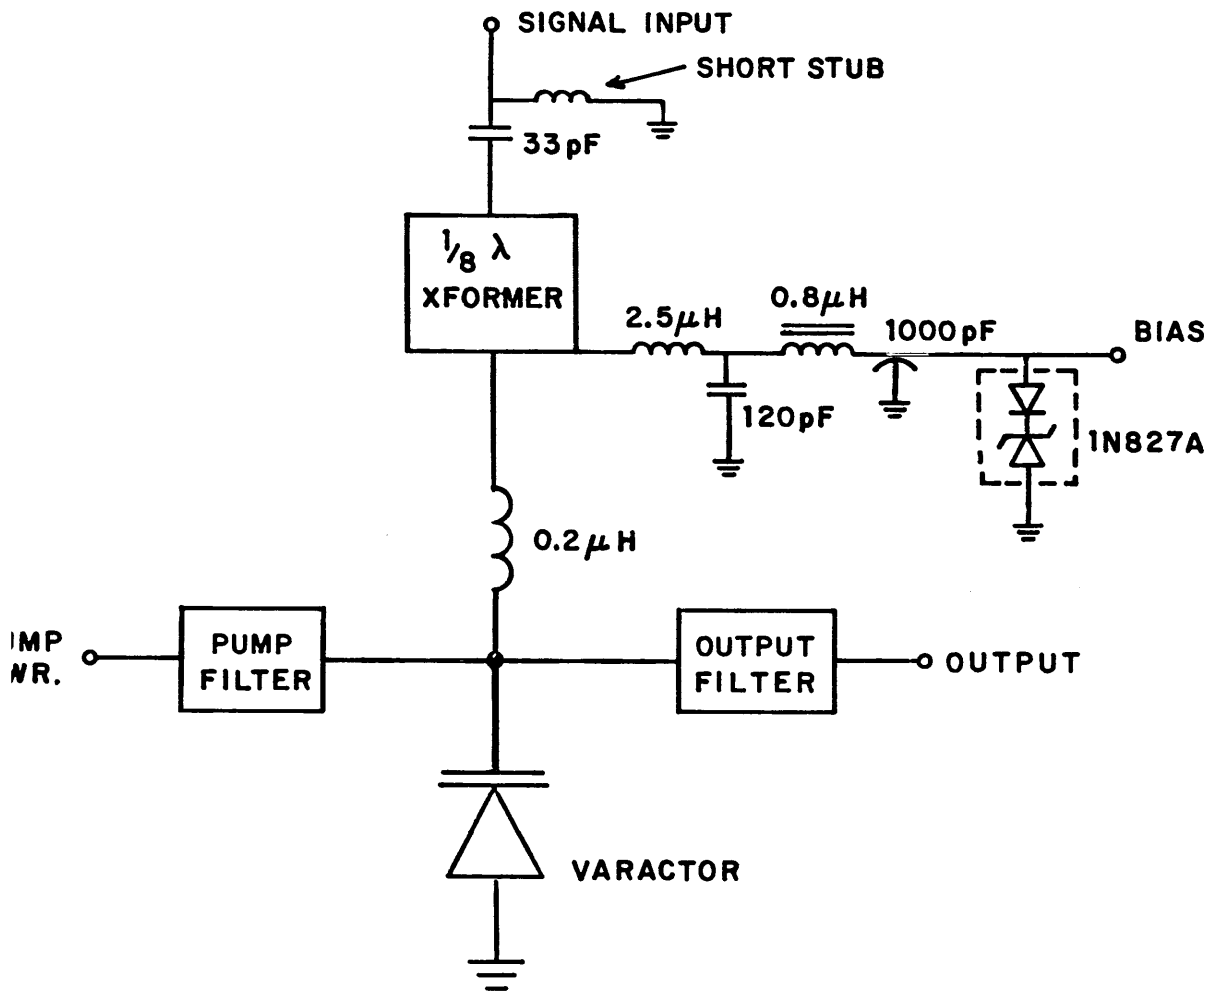 SIGNAL INPUT
SHORT STUB
33pF
1/8 λ
XFORMER
2.5μH
0.8μH
1000pF
BIAS
120pF
1N827A
0.2μH
PUMP
FILTER
OUTPUT
FILTER
OUTPUT
VARACTOR